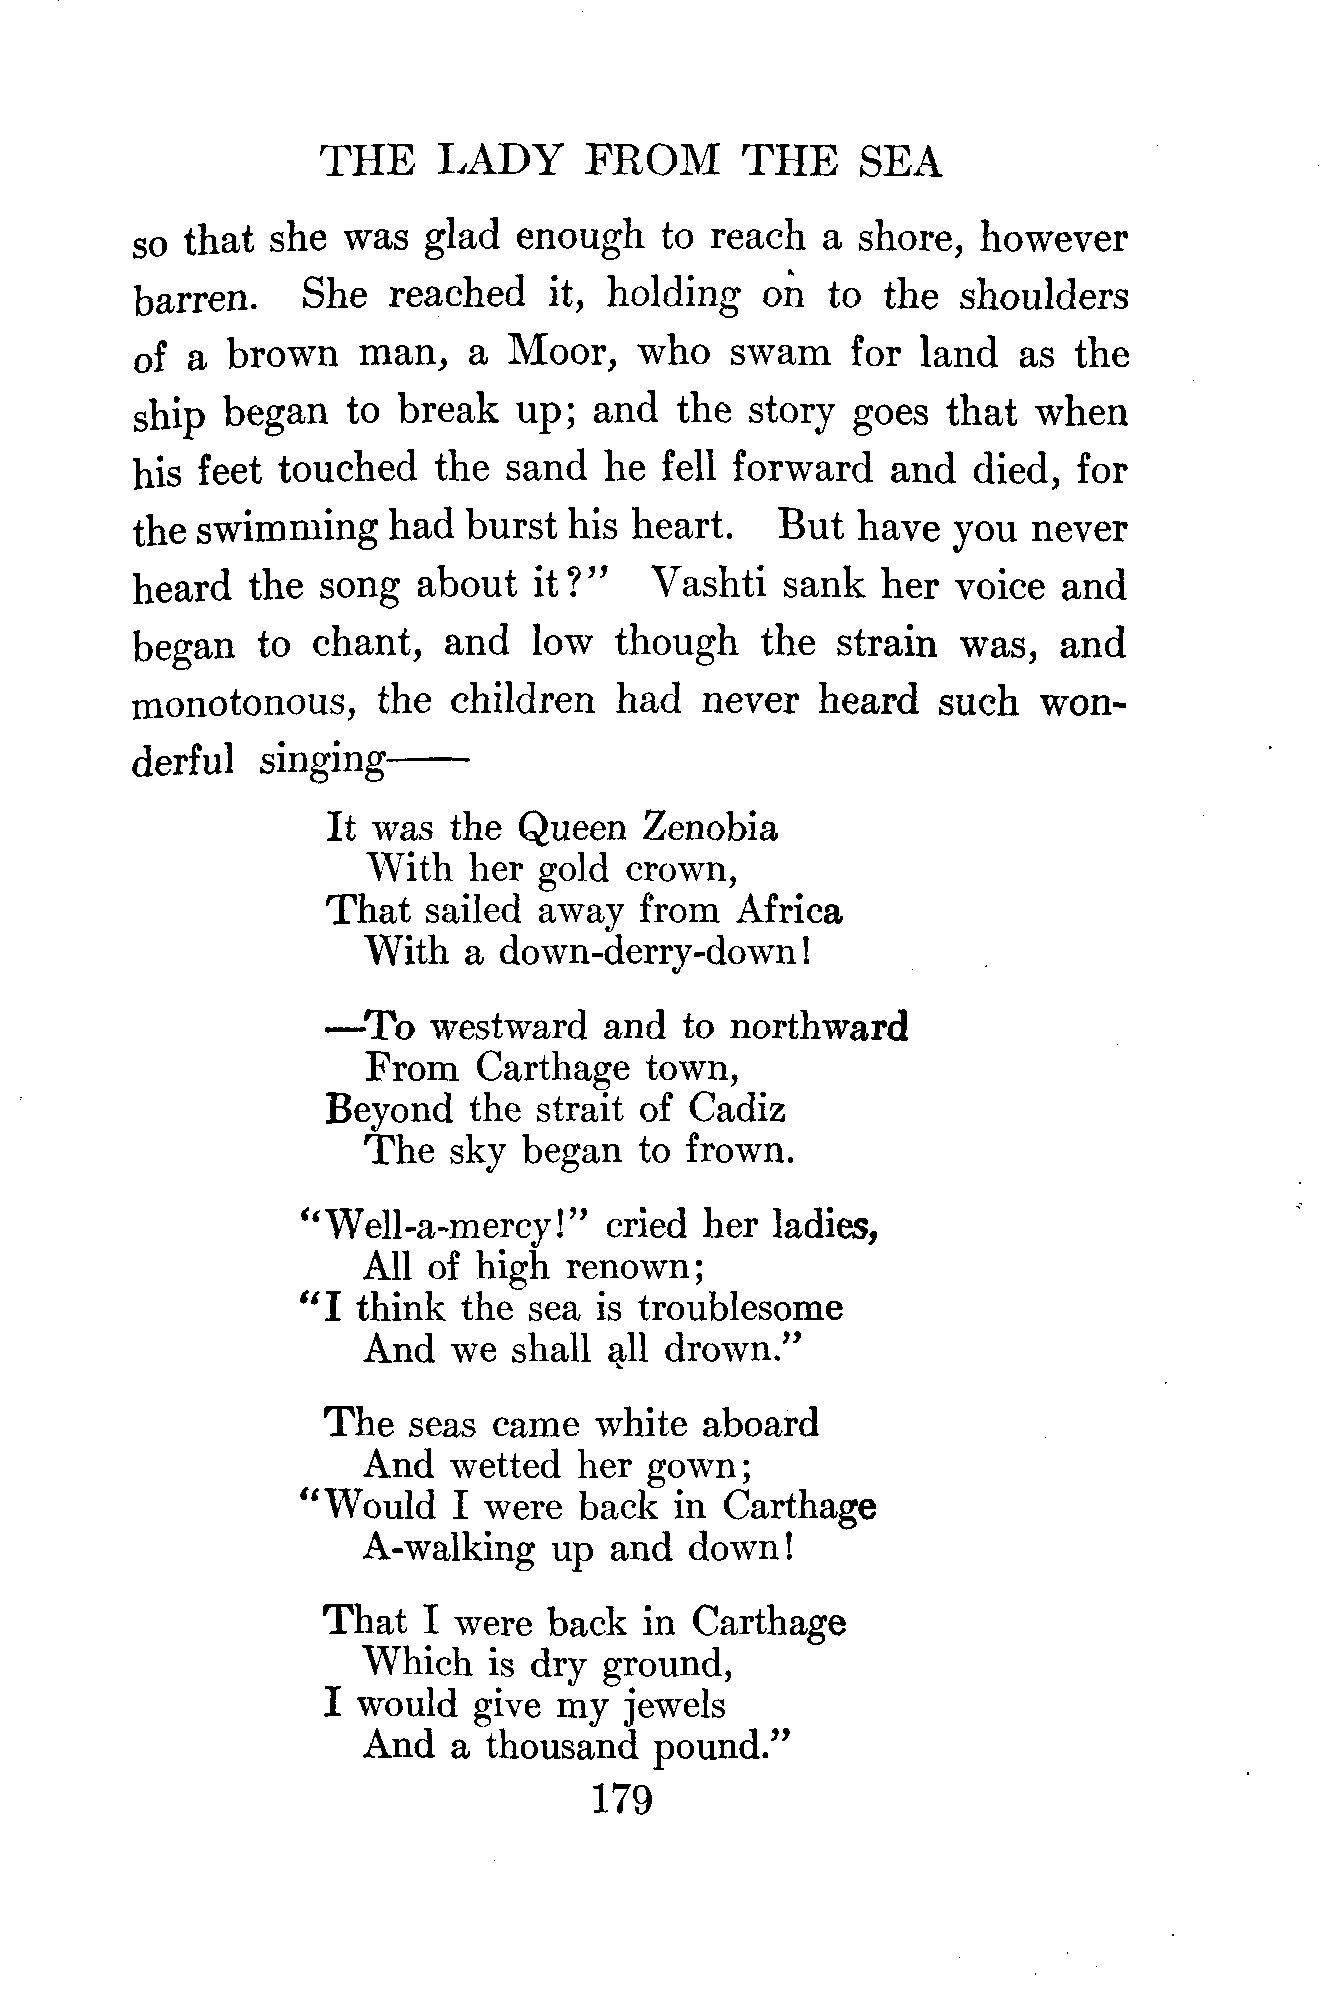 THE LADY FROM THE SEA
so that she was glad enough to reach a shore, however
barren. She reached it, holding on to the shoulders
of a brown man, a Moor, who swam for land as the
ship began to break up; and the story goes that when
his feet touched the sand he fell forward and died, for
the swimming had burst his heart. But have you never
heard the song about it?" Vashti sank her voice and
began to chant, and low though the strain was, and
monotonous, the children had never heard such won-
derful singing——
It was the Queen Zenobia
With her gold crown,
That sailed away from Africa
With a down-derry-down!
—To westward and to northward
From Carthage town,
Beyond the strait of Cadiz
The sky began to frown.
"Well-a-mercy!" cried her ladies,
All of high renown;
"I think the sea is troublesome
And we shall all drown."
The seas came white aboard
And wetted her gown;
"Would I were back in Carthage
A-walking up and down!
That I were back in Carthage
Which is dry ground,
I would give my jewels
And a thousand pound."
179